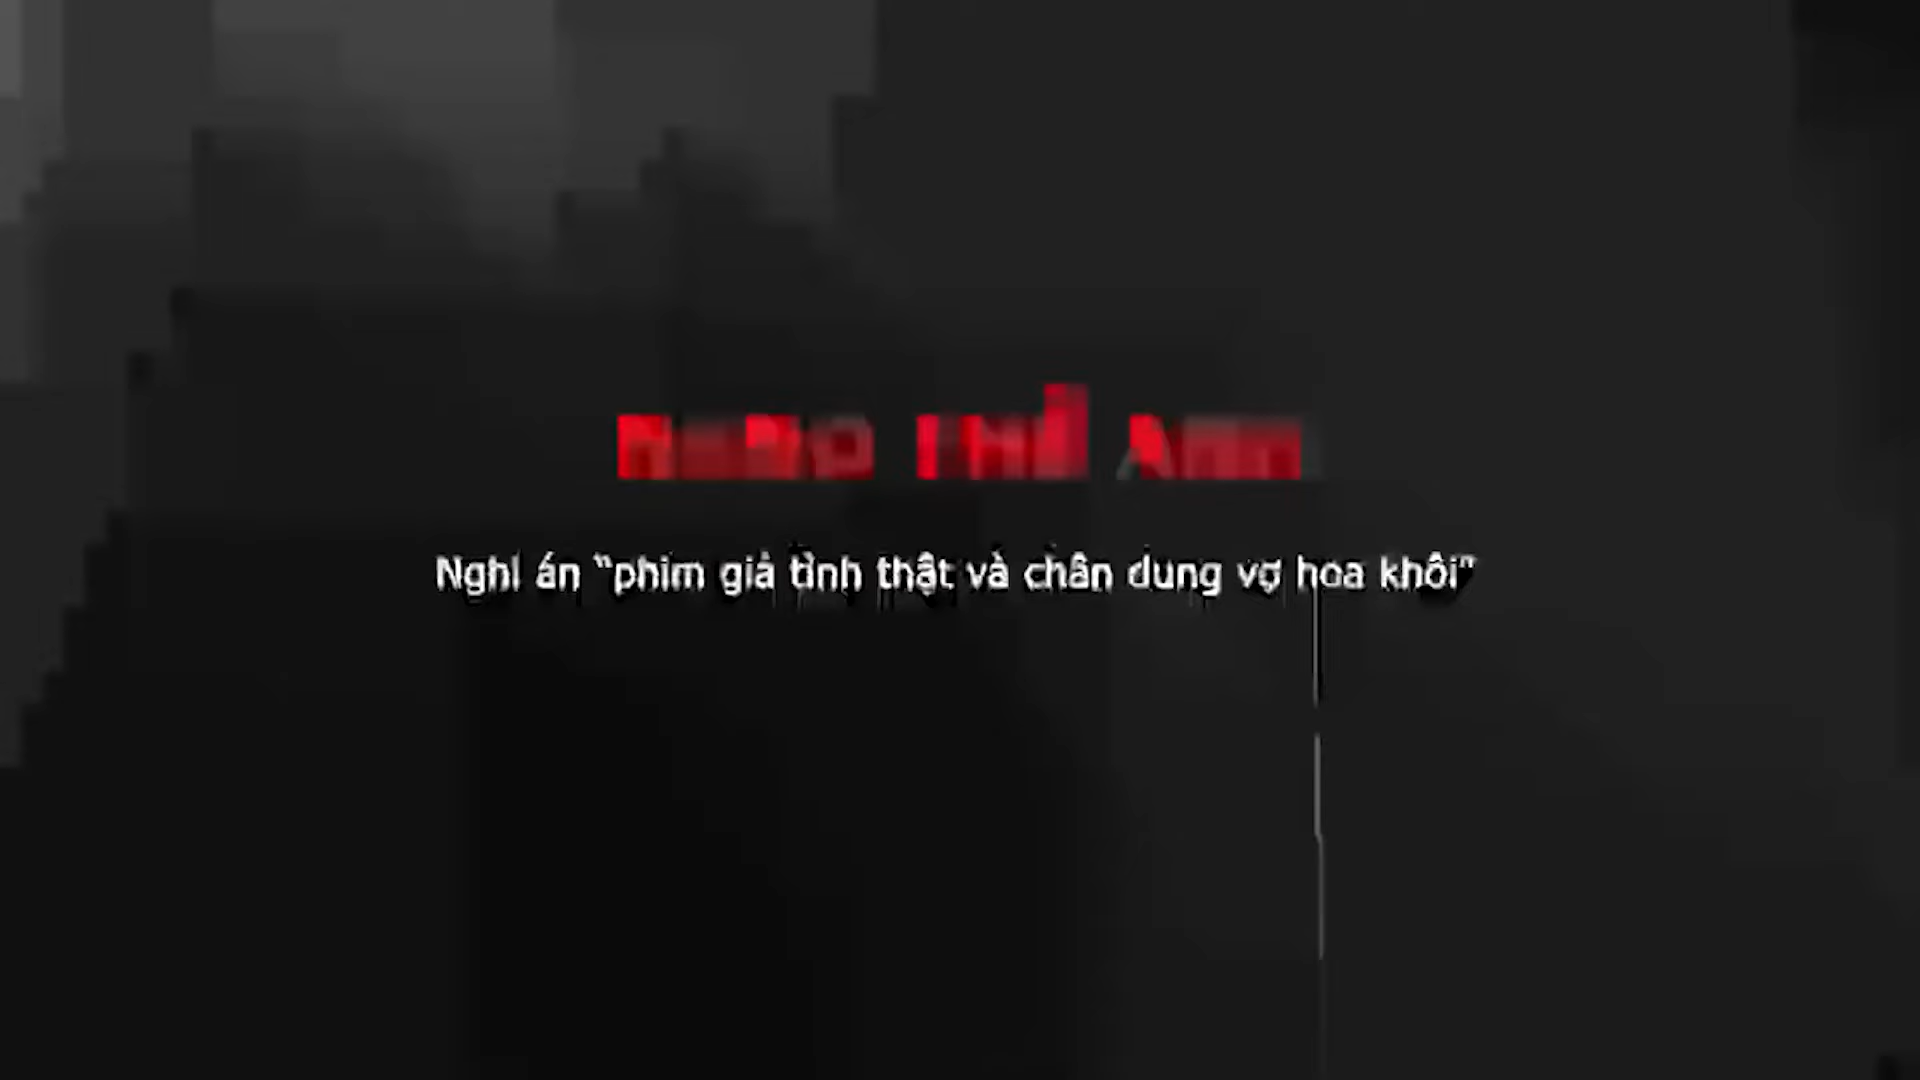 Nghi án “phim giả tình thật và chân dung vợ hoa khôi”